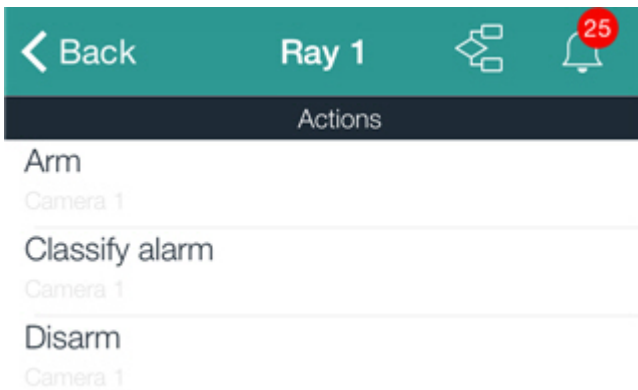 Back Ray 1 25
Actions
Arm
Camera 1
Classify alarm
Camera 1
Disarm
Camera 1